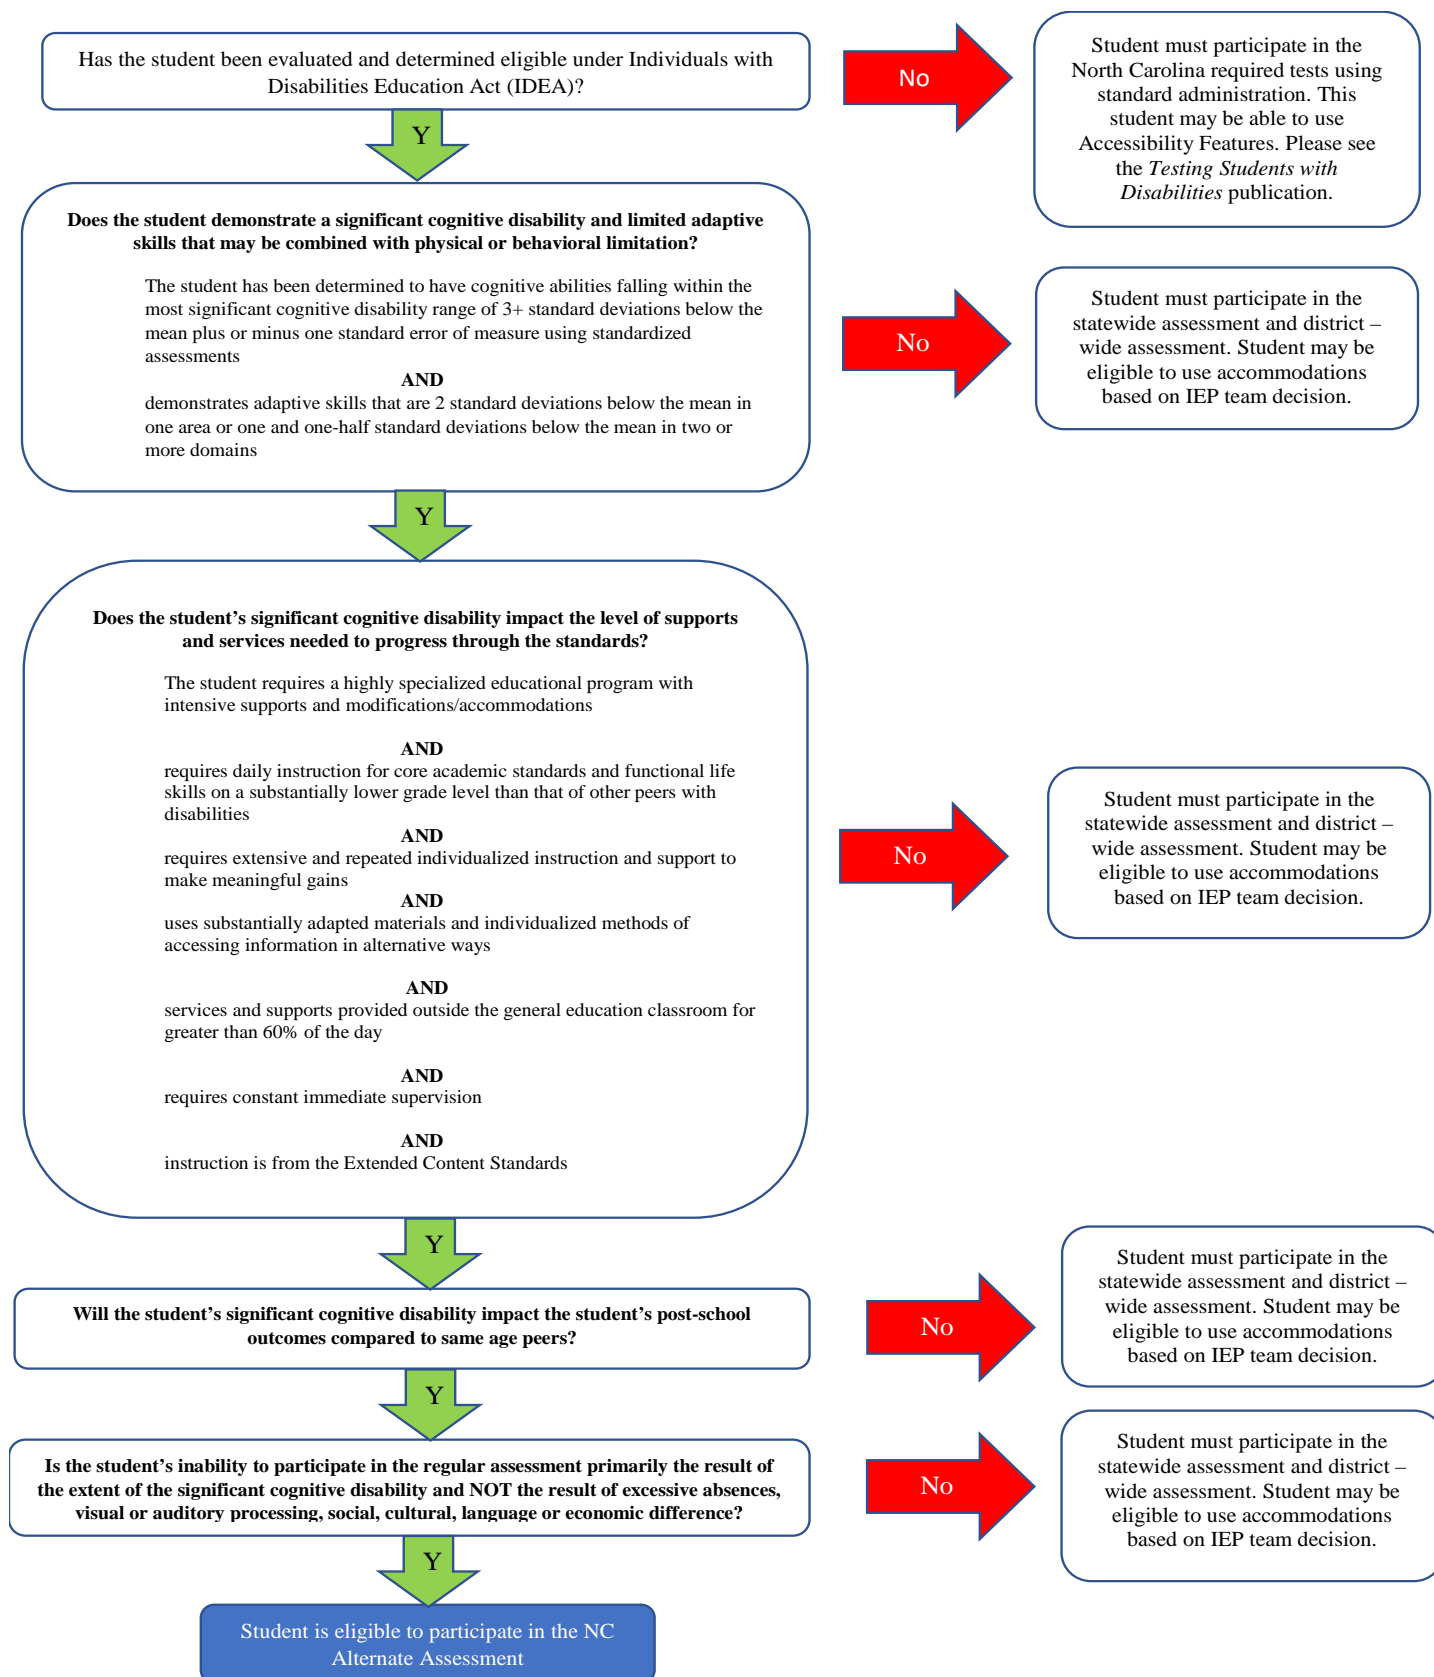 Has the student been evaluated and determined eligible under Individuals with
Disabilities Education Act (IDEA)?
No
Student must participate in the
North Carolina required tests using
standard administration. This
student may be able to use
Accessibility Features. Please see
the Testing Students with
Disabilities publication.
Y
Does the student demonstrate a significant cognitive disability and limited adaptive
skills that may be combined with physical or behavioral limitation?
The student has been determined to have cognitive abilities falling within the
most significant cognitive disability range of 3+ standard deviations below the
mean plus or minus one standard error of measure using standardized
assessments
AND
demonstrates adaptive skills that are 2 standard deviations below the mean in
one area or one and one-half standard deviations below the mean in two or
more domains
No
Student must participate in the
statewide assessment and district –
wide assessment. Student may be
eligible to use accommodations
based on IEP team decision.
Y
Does the student’s significant cognitive disability impact the level of supports
and services needed to progress through the standards?
The student requires a highly specialized educational program with
intensive supports and modifications/accommodations
AND
requires daily instruction for core academic standards and functional life
skills on a substantially lower grade level than that of other peers with
disabilities
AND
requires extensive and repeated individualized instruction and support to
make meaningful gains
AND
uses substantially adapted materials and individualized methods of
accessing information in alternative ways
AND
services and supports provided outside the general education classroom for
greater than 60% of the day
AND
requires constant immediate supervision
AND
instruction is from the Extended Content Standards
No
Student must participate in the
statewide assessment and district –
wide assessment. Student may be
eligible to use accommodations
based on IEP team decision.
Y
Will the student’s significant cognitive disability impact the student’s post-school
outcomes compared to same age peers?
No
Student must participate in the
statewide assessment and district –
wide assessment. Student may be
eligible to use accommodations
based on IEP team decision.
Y
Is the student’s inability to participate in the regular assessment primarily the result of
the extent of the significant cognitive disability and NOT the result of excessive absences,
visual or auditory processing, social, cultural, language or economic difference?
No
Student must participate in the
statewide assessment and district –
wide assessment. Student may be
eligible to use accommodations
based on IEP team decision.
Y
Student is eligible to participate in the NC
Alternate Assessment